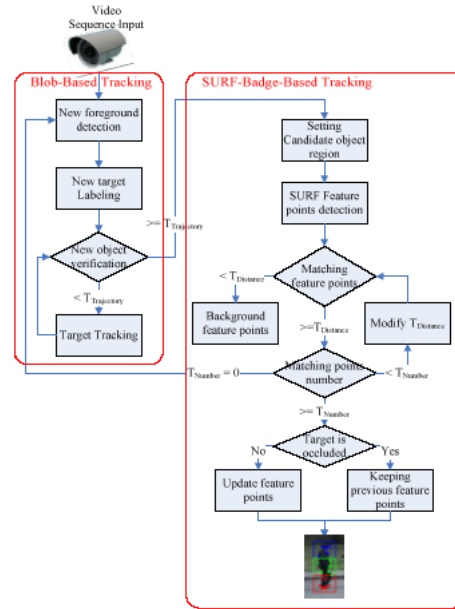 Video
Sequence Input
Blob-Based Tracking
SURF-Badge-Based Tracking
New foreground
detection
Setting
Candidate object
region
New target
Labeling
SURF Feature
points detection
>= TTrajectory
New object
verification
< TDistance
Matching
feature points
< TTrajectory
Background
feature points
>=TDistance
Modify TDistance
Target Tracking
TNumber = 0
Matching points
number
< TNumber
>= TNumber
No
Target is
occluded
Yes
Update feature
points
Keeping
previous feature
points